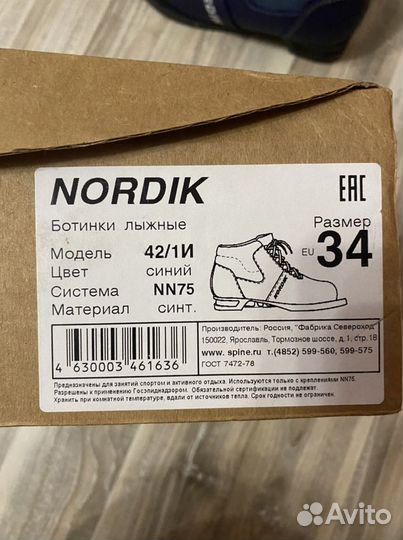 NORDIK
EAC
Ботинки лыжные
Размер
Модель 42/1И
EU 34
Цвет синий
Система NN75
Материал синт.
4 630003 461636
Производитель: Россия, "Фабрика Североход"
150022, Ярославль, Тормозное шоссе, д.1, стр.18
www.spine.ru т.(4852) 599-560, 599-575
ГОСТ 7472-78
Предназначены для занятий спортом и активного отдыха. Используются только с креплениями NN75.
Разрешены к применению Госэпиднадзором. Обязательной сертификации не подлежат.
Хранить при комнатной температуре, вдали от источников тепла. Срок годности не ограничен.
Avito